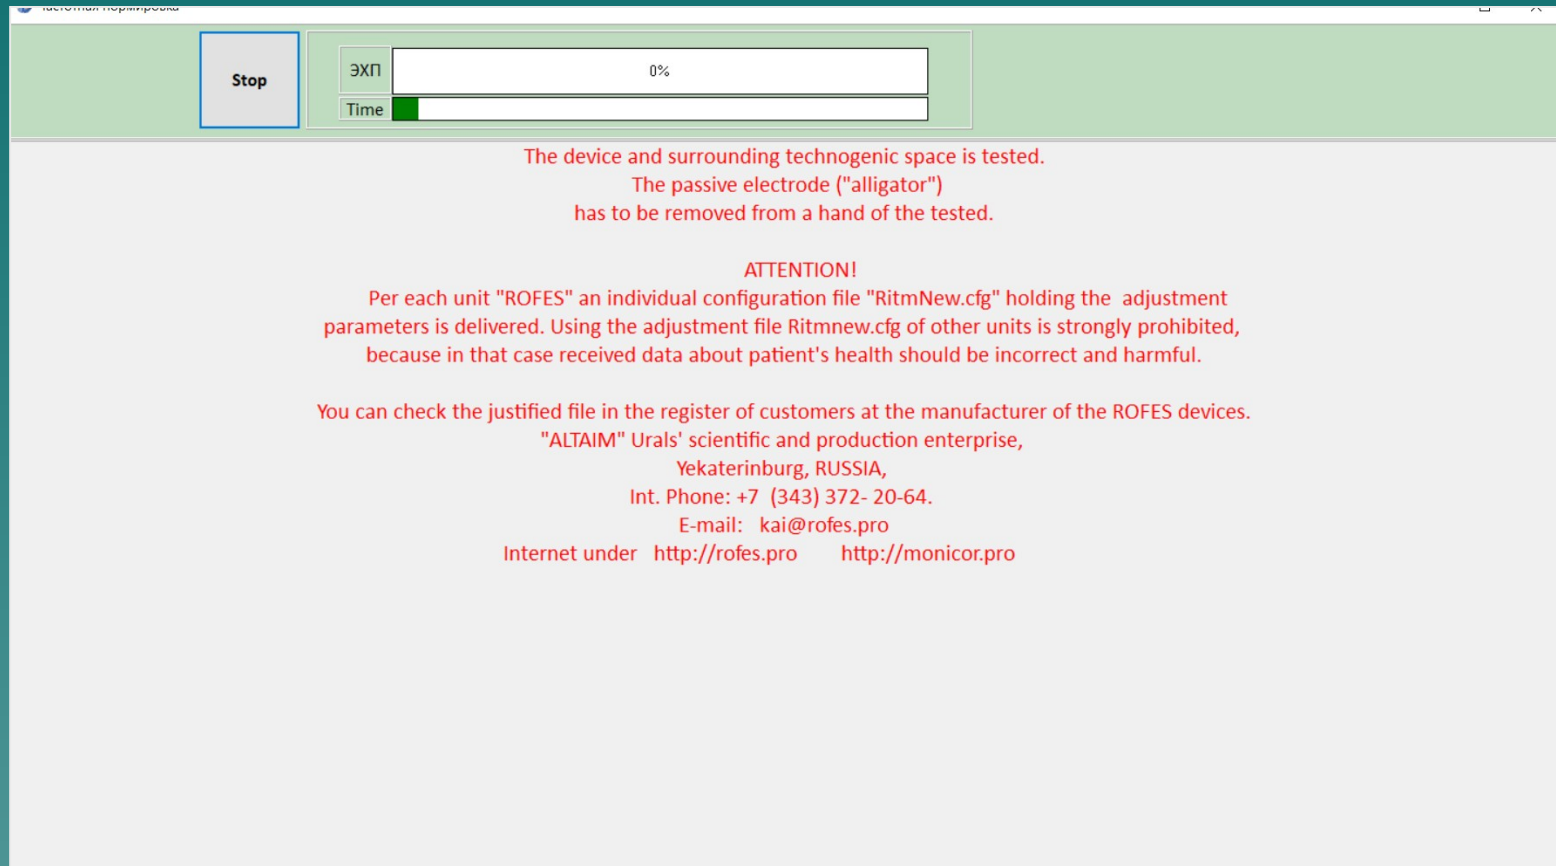 Stop
ЭХП
0%
Time
The device and surrounding technogenic space is tested.
The passive electrode ("alligator")
has to be removed from a hand of the tested.
ATTENTION!
Per each unit "ROFES" an individual configuration file "RitmNew.cfg" holding the adjustment
parameters is delivered. Using the adjustment file Ritmnew.cfg of other units is strongly prohibited,
because in that case received data about patient's health should be incorrect and harmful.
You can check the justified file in the register of customers at the manufacturer of the ROFES devices.
"ALTAIM" Urals' scientific and production enterprise,
Yekaterinburg, RUSSIA,
Int. Phone: +7 (343) 372- 20-64.
E-mail: kai@rofes.pro
Internet under http://rofes.pro http://monicor.pro